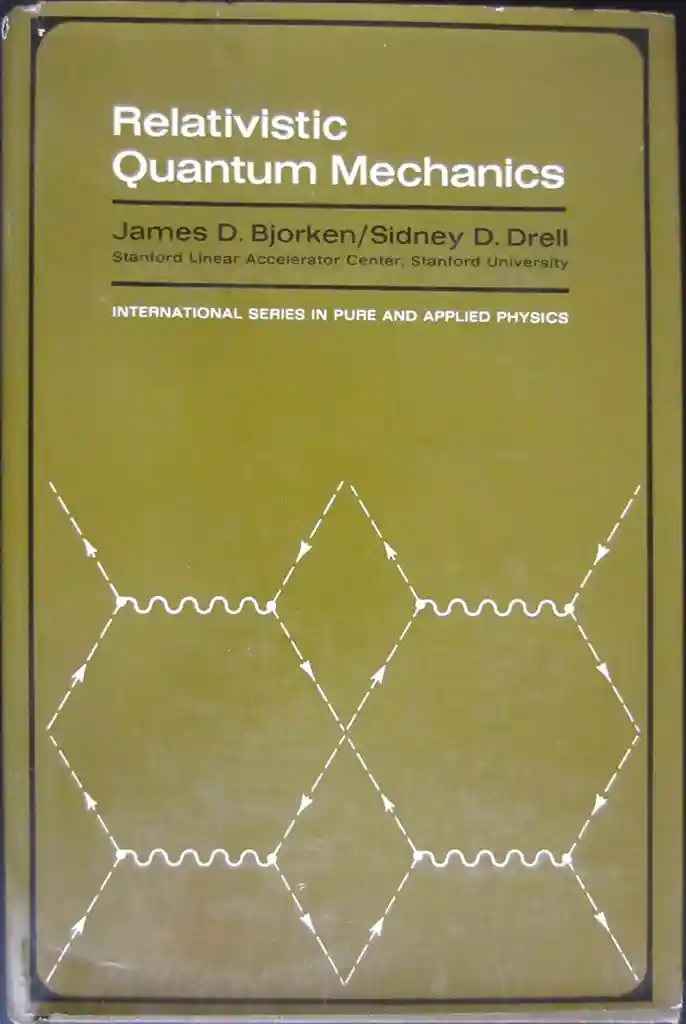 Relativistic
Quantum Mechanics
James D. Bjorken/Sidney D. Drell
Stanford Linear Accelerator Center, Stanford University
INTERNATIONAL SERIES IN PURE AND APPLIED PHYSICS